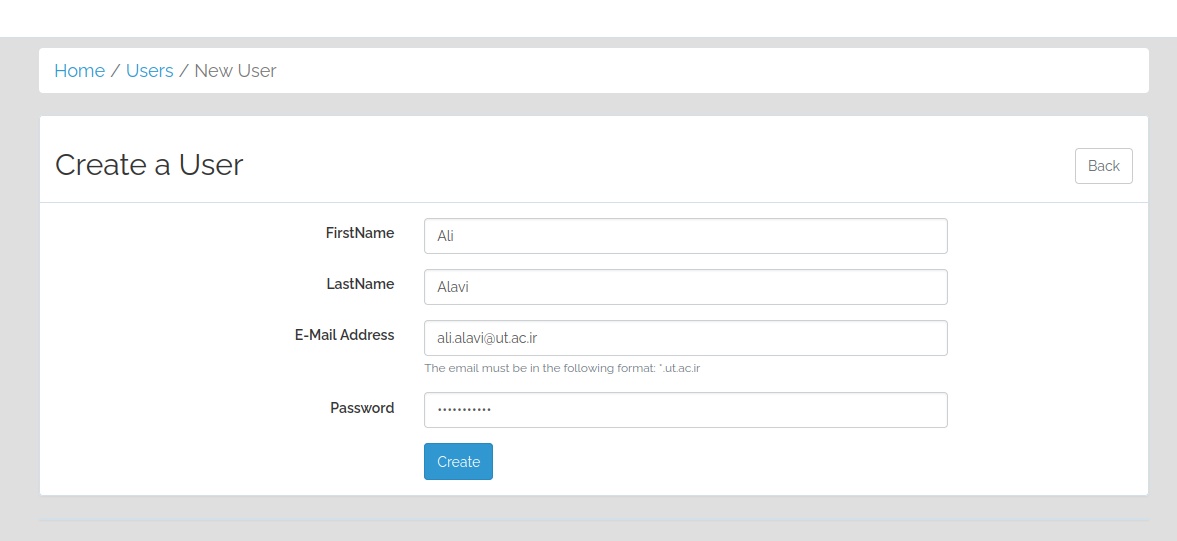 Home / Users / New User
Create a User
Back
FirstName
Ali
LastName
Alavi
E-Mail Address
ali.alavi@ut.ac.ir
The email must be in the following format: *.ut.ac.ir
Password
•••••••••••
Create